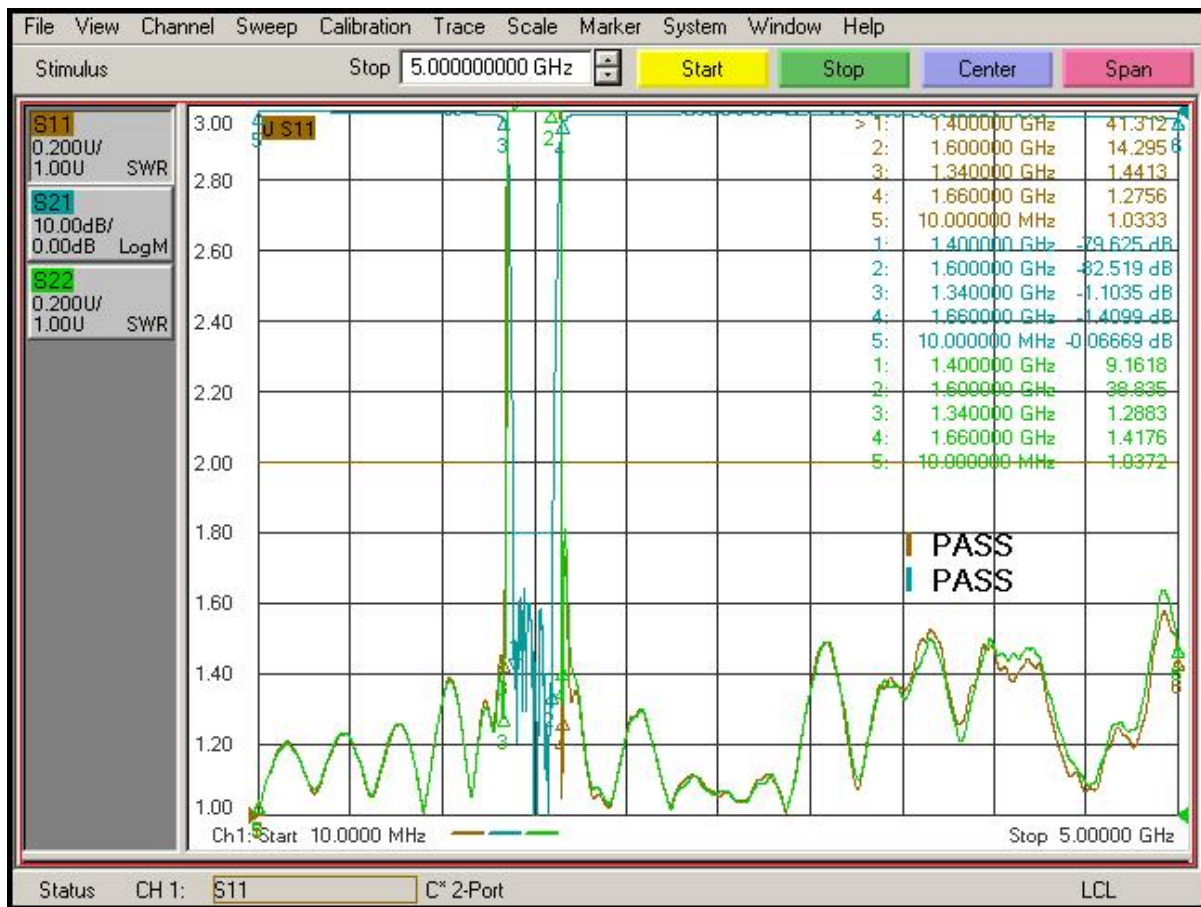 File View Channel Sweep Calibration Trace Scale Marker System Window Help
Stimulus Stop 5.000000000 GHz Start Stop Center Span
S11
0.200U/
1.00U SWR
S21
10.00dB/
0.00dB LogM
S22
0.200U/
1.00U SWR
3.00
2.80
2.60
2.40
2.20
2.00
1.80
1.60
1.40
1.20
1.00
U S11
> 1: 1.400000 GHz 41.312
2: 1.600000 GHz 14.295
3: 1.340000 GHz 1.4413
4: 1.660000 GHz 1.2756
5: 10.000000 MHz 1.0333
1: 1.400000 GHz -79.625 dB
2: 1.600000 GHz -82.519 dB
3: 1.340000 GHz -1.1035 dB
4: 1.660000 GHz -1.4099 dB
5: 10.000000 MHz -0.06669 dB
1: 1.400000 GHz 9.1618
2: 1.600000 GHz 38.835
3: 1.340000 GHz 1.2883
4: 1.660000 GHz 1.4176
5: 10.000000 MHz 1.0372
PASS
PASS
Ch1: Start 10.0000 MHz Stop 5.00000 GHz
Status CH 1: S11 C* 2-Port LCL